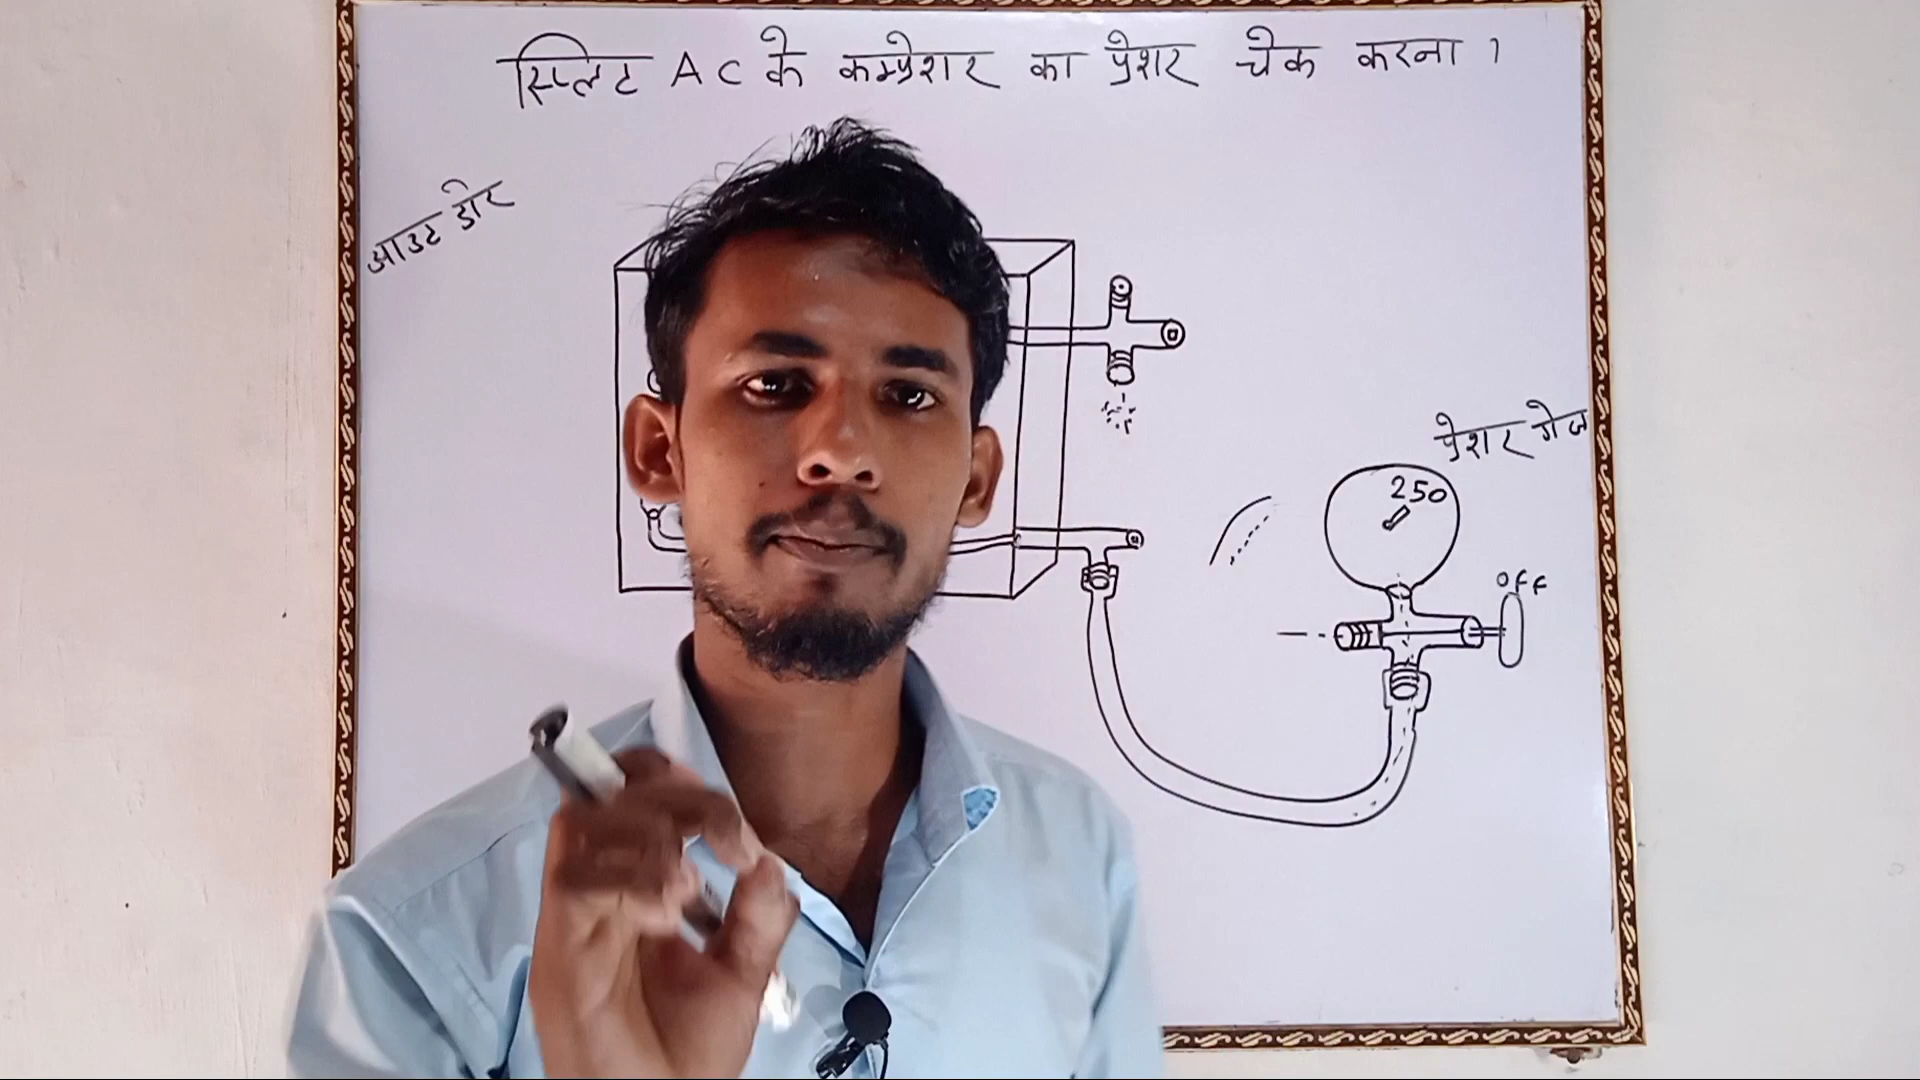 स्प्लिट AC के कम्प्रेशर का प्रेशर चेक करना ।
आउट डोर
प्रेशर गेज
250
OFF